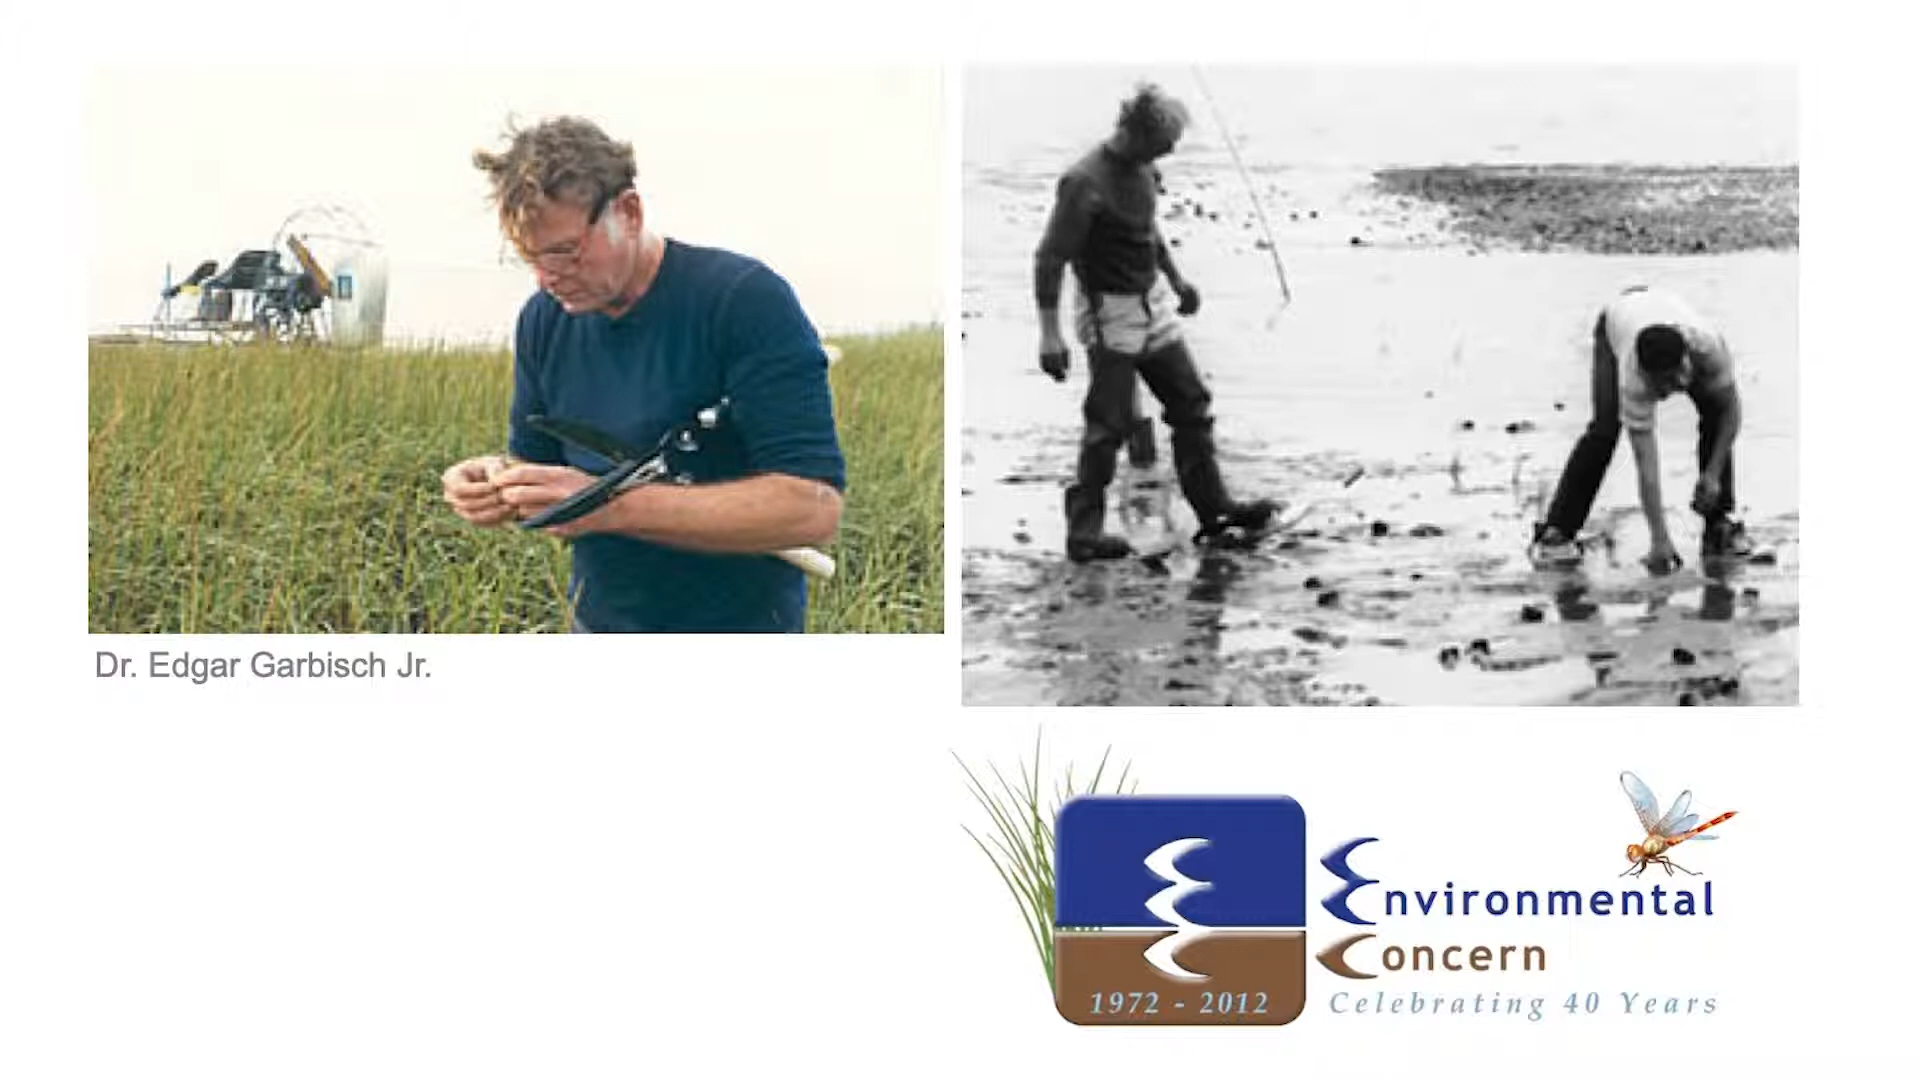 Dr. Edgar Garbisch Jr.
Environmental
Concern
1972 - 2012
Celebrating 40 Years